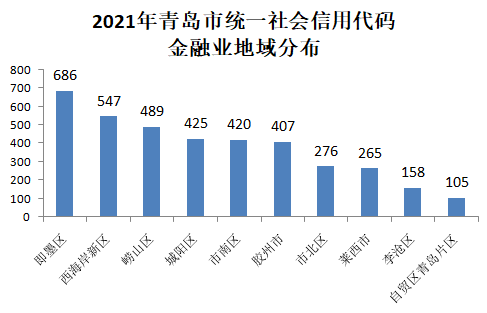 2021年青岛市统一社会信用代码
金融业地域分布
800
700
600
500
400
300
200
100
0
686
547
489
425
420
407
276
265
158
105
即墨区
西海岸新区
崂山区
城阳区
市南区
胶州市
市北区
莱西市
李沧区
自贸区青岛片区